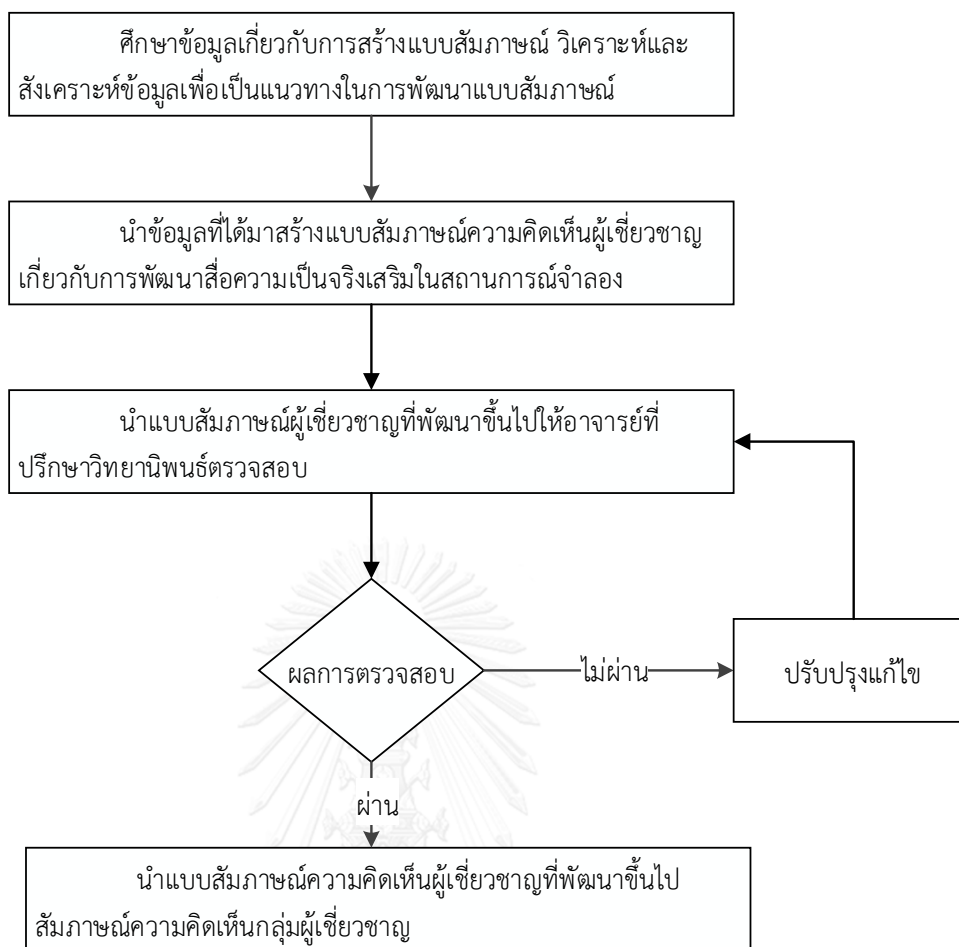 ศึกษาข้อมูลเกี่ยวกับการสร้างแบบสัมภาษณ์ วิเคราะห์และ
สังเคราะห์ข้อมูลเพื่อเป็นแนวทางในการพัฒนาแบบสัมภาษณ์
นำข้อมูลที่ได้มาสร้างแบบสัมภาษณ์ความคิดเห็นผู้เชี่ยวชาญ
เกี่ยวกับการพัฒนาสื่อความเป็นจริงเสริมในสถานการณ์จำลอง
นำแบบสัมภาษณ์ผู้เชี่ยวชาญที่พัฒนาขึ้นไปให้อาจารย์ที่
ปรึกษาวิทยานิพนธ์ตรวจสอบ
ผลการตรวจสอบ
ไม่ผ่าน
ปรับปรุงแก้ไข
ผ่าน
นำแบบสัมภาษณ์ความคิดเห็นผู้เชี่ยวชาญที่พัฒนาขึ้นไป
สัมภาษณ์ความคิดเห็นกลุ่มผู้เชี่ยวชาญ